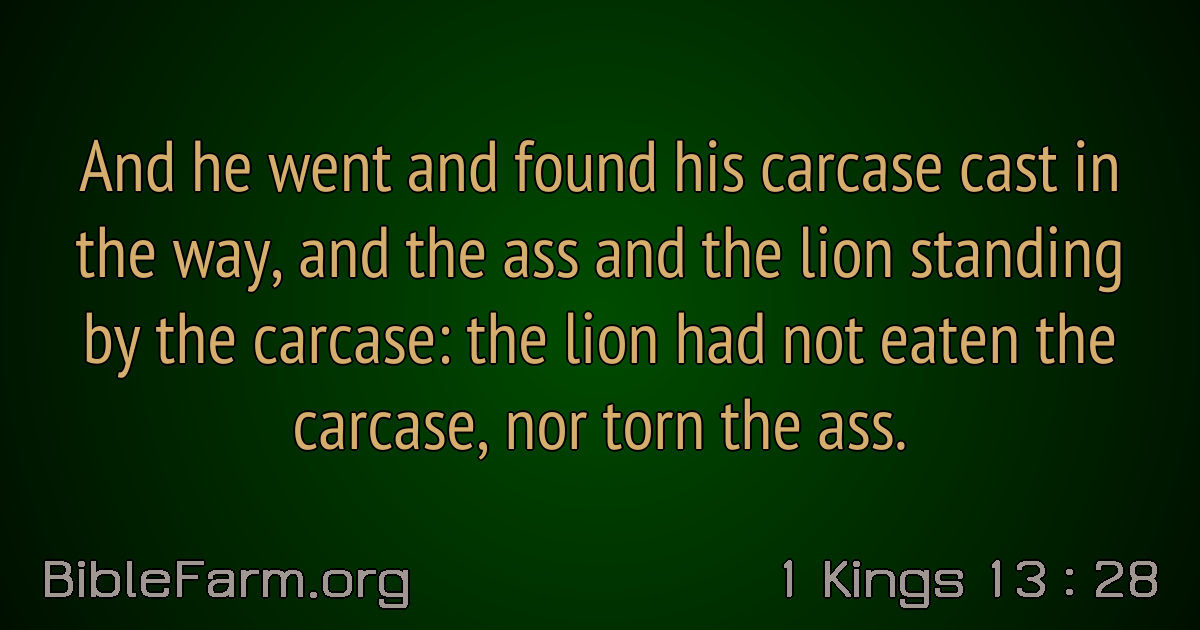 And he went and found his carcase cast in
the way, and the ass and the lion standing
by the carcase: the lion had not eaten the
carcase, nor torn the ass.
BibleFarm.org
1 Kings 13 : 28